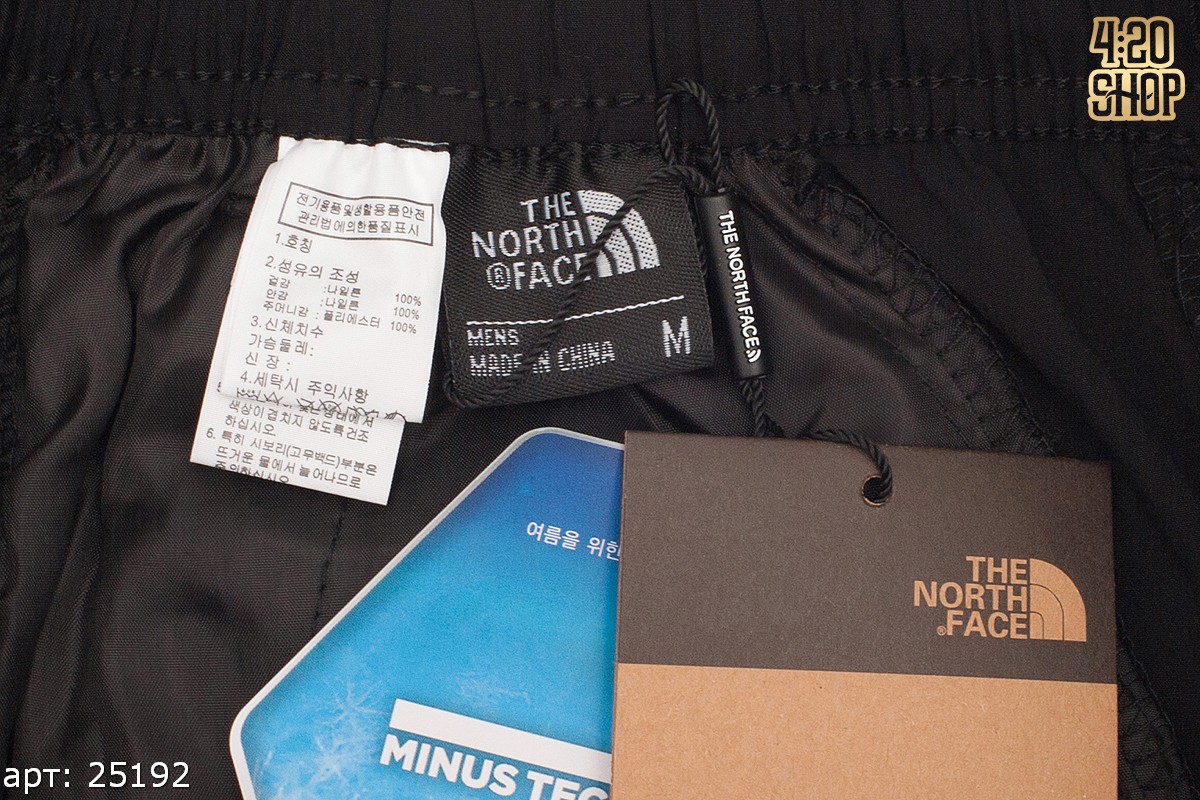 4:20
SHOP
전기용품및생활용품안전
관리법에의한품질표시
1.호칭
2.섬유의 조성
겉감 :나일론 100%
안감 :나일론 100%
주머니감 : 폴리에스터 100%
3.신체치수
가슴둘레:
신 장 :
4.세탁시 주의사항
색상이 겹치지 않도록건조
하십시오
6. 특히 시보리(고무밴드)부분은
뜨거운 물에서 늘어나므로
THE
NORTH
®FACE
MENS
MADE IN CHINA
M
THE NORTH FACE
여름을 위한
MINUS TEC
THE
NORTH
®FACE
арт: 25192